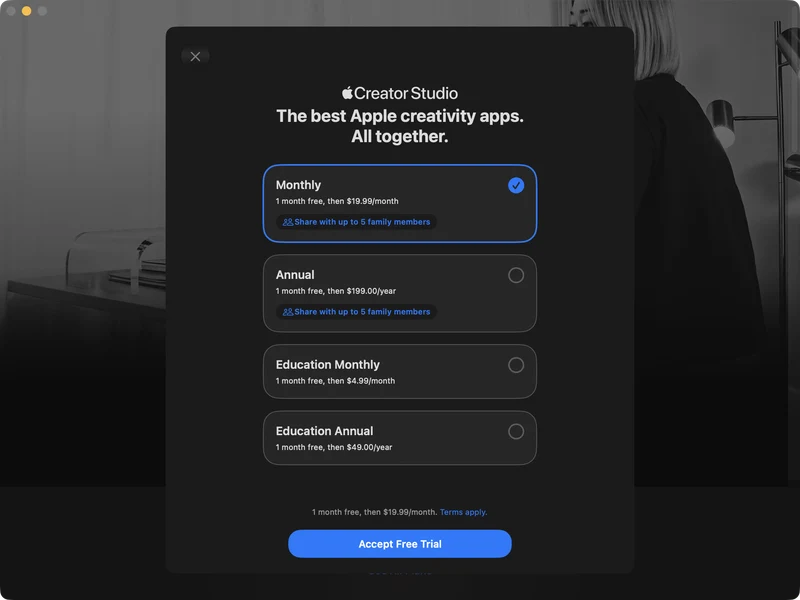 Creator Studio
The best Apple creativity apps.
All together.
Monthly
1 month free, then $19.99/month
Share with up to 5 family members
Annual
1 month free, then $199.00/year
Share with up to 5 family members
Education Monthly
1 month free, then $4.99/month
Education Annual
1 month free, then $49.00/year
1 month free, then $19.99/month. Terms apply.
Accept Free Trial